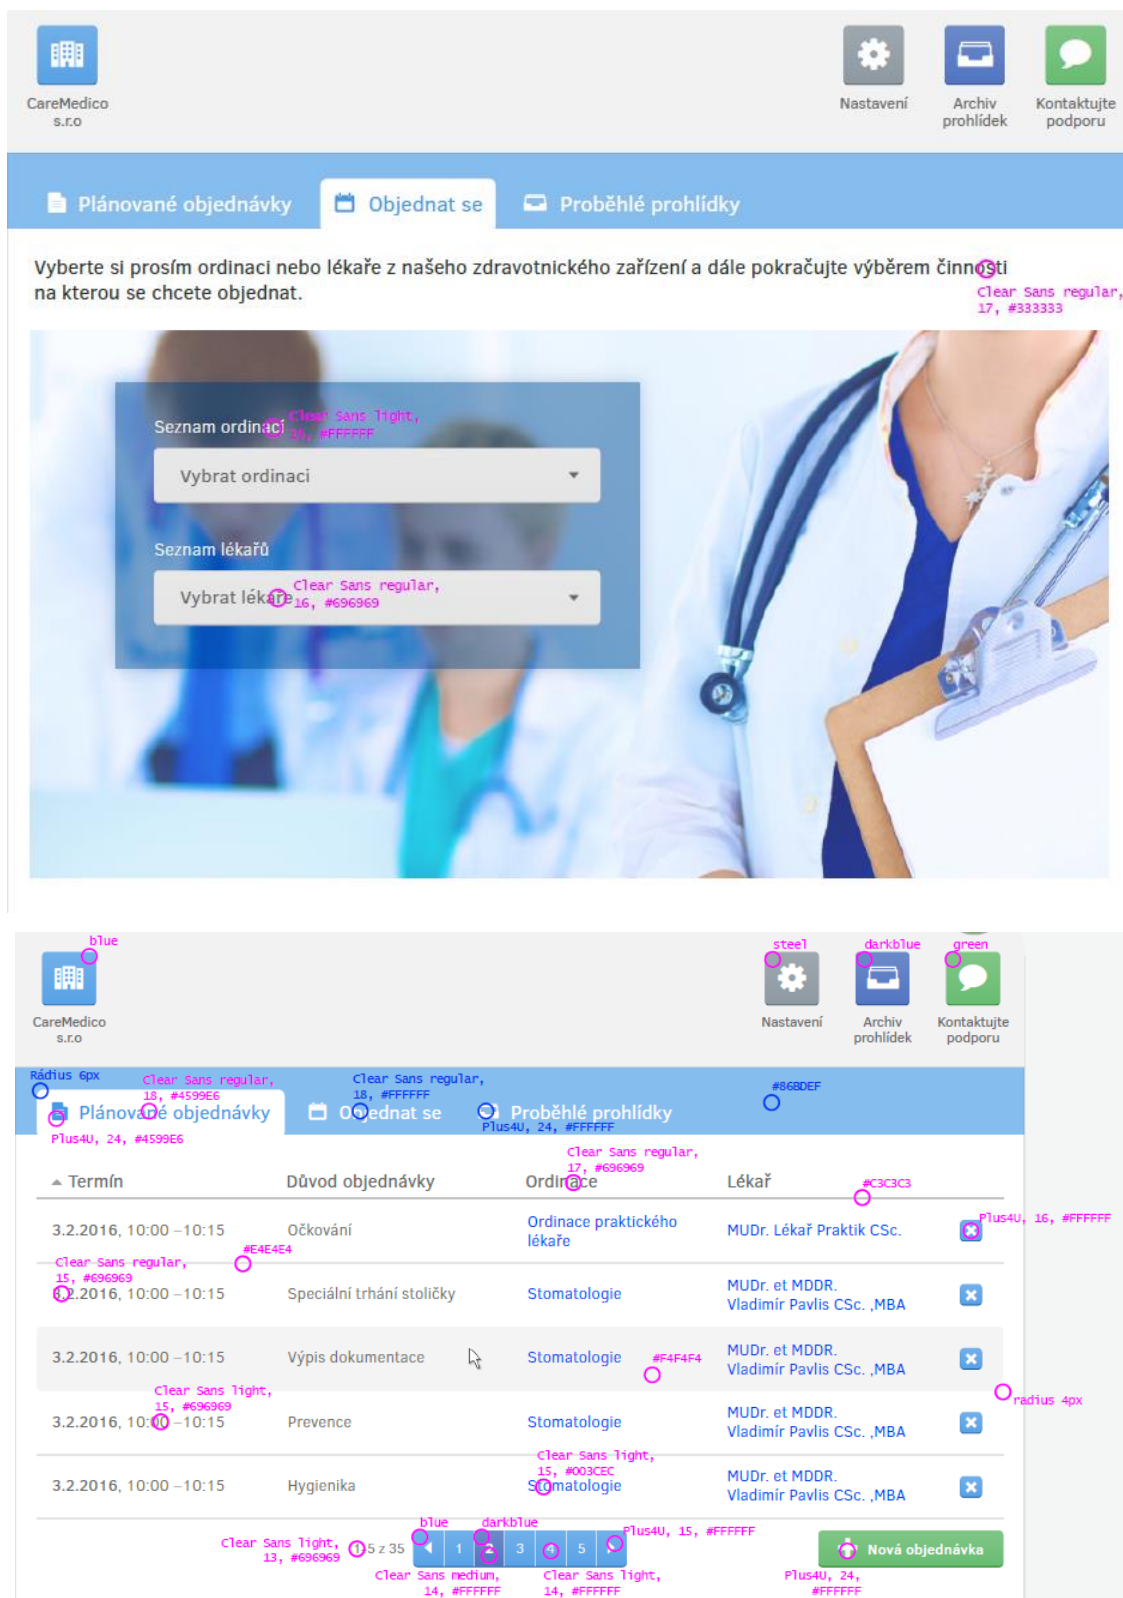 CareMedico
s.r.o
Nastavení
Archiv
prohlídek
Kontaktujte
podporu
Plánované objednávky
Objednat se
Proběhlé prohlídky
Vyberte si prosím ordinaci nebo lékaře z našeho zdravotnického zařízení a dále pokračujte výběrem činnosti
na kterou se chcete objednat.
Clear Sans regular,
17, #333333
Seznam ordinací
Clear Sans light,
15, #FFFFFF
Vybrat ordinaci
Seznam lékařů
Vybrat lékaře
Clear Sans regular,
16, #696969
blue
steel
darkblue
green
CareMedico
s.r.o
Nastavení
Archiv
prohlídek
Kontaktujte
podporu
Rádius 6px
Clear Sans regular,
18, #4599E6
Clear Sans regular,
18, #FFFFFF
#86BDEF
Plánované objednávky
Objednat se
Proběhlé prohlídky
Plus4U, 24, #4599E6
Plus4U, 24, #FFFFFF
Clear Sans regular,
17, #696969
Termín
Důvod objednávky
Ordinace
Lékař
#C3C3C3
3.2.2016, 10:00 –10:15
Očkování
Ordinace praktického
lékaře
MUDr. Lékař Praktik CSc.
Plus4U, 16, #FFFFFF
#E4E4E4
Clear Sans regular,
15, #696969
3.2.2016, 10:00 –10:15
Speciální trhání stoličky
Stomatologie
MUDr. et MDDR.
Vladimír Pavlis CSc. ,MBA
3.2.2016, 10:00 –10:15
Výpis dokumentace
Stomatologie
#F4F4F4
MUDr. et MDDR.
Vladimír Pavlis CSc. ,MBA
radius 4px
Clear Sans light,
15, #696969
3.2.2016, 10:00 –10:15
Prevence
Stomatologie
MUDr. et MDDR.
Vladimír Pavlis CSc. ,MBA
Clear Sans light,
15, #003CEC
3.2.2016, 10:00 –10:15
Hygienika
Stomatologie
MUDr. et MDDR.
Vladimír Pavlis CSc. ,MBA
blue
darkblue
Plus4U, 15, #FFFFFF
Clear Sans light,
13, #696969
1-5 z 35
1 2 3 4 5
Nová objednávka
Clear Sans medium,
14, #FFFFFF
Clear Sans light,
14, #FFFFFF
Plus4U, 24,
#FFFFFF